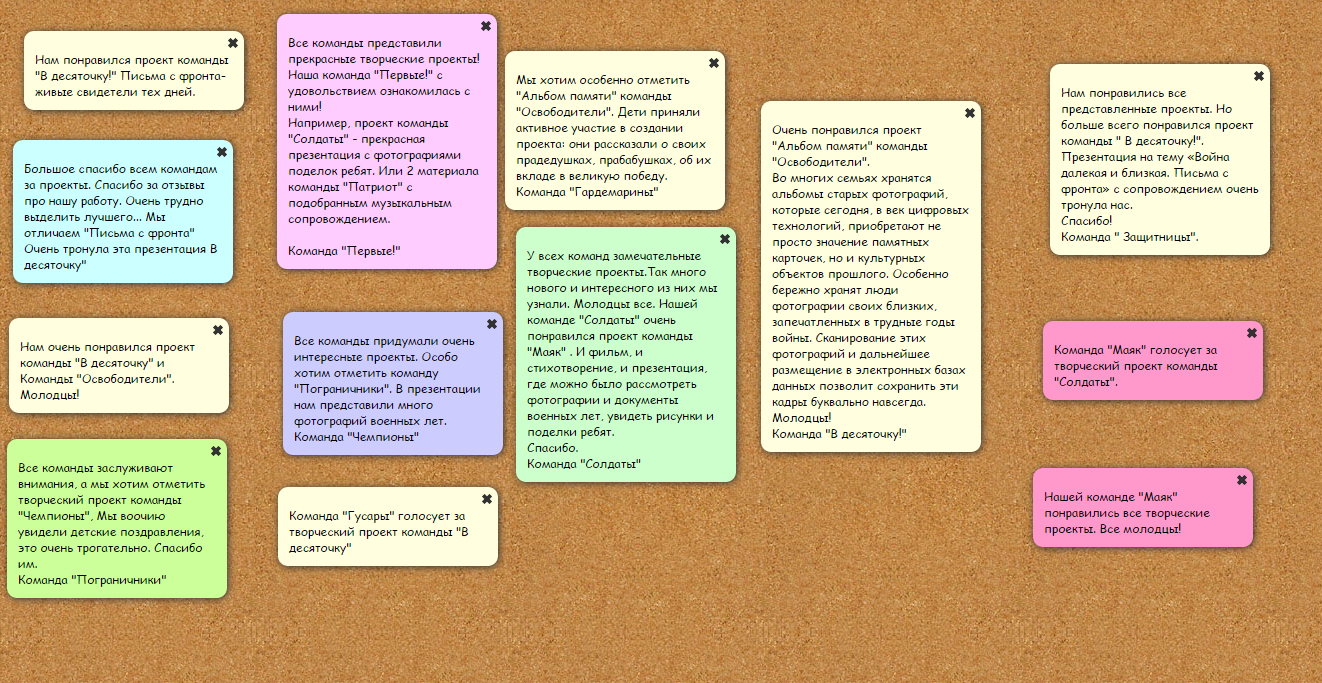 Нам понравился проект команды
"В десяточку!" Письма с фронта-
живые свидетели тех дней.
Большое спасибо всем командам
за проекты. Спасибо за отзывы
про нашу работу. Очень трудно
выделить лучшего... Мы
отличаем "Письма с фронта"
Очень тронула эта презентация В
десяточку"
Нам очень понравился проект
команды "В десяточку" и
Команды "Освободители".
Молодцы!
Все команды заслуживают
внимания, а мы хотим отметить
творческий проект команды
"Чемпионы", Мы воочию
увидели детские поздравления,
это очень трогательно. Спасибо
им.
Команда "Пограничники"
Все команды представили
прекрасные творческие проекты!
Наша команда "Первые!" с
удовольствием ознакомилась с
ними!
Например, проект команды
"Солдаты" - прекрасная
презентация с фотографиями
поделок ребят. Или 2 материала
команды "Патриот" с
подобранным музыкальным
сопровождением.
Команда "Первые!"
Все команды придумали очень
интересные проекты. Особо
хотим отметить команду
"Пограничники". В презентации
нам представили много
фотографий военных лет.
Команда "Чемпионы"
Команда "Гусары" голосует за
творческий проект команды "В
десяточку"
Мы хотим особенно отметить
"Альбом памяти" команды
"Освободители". Дети приняли
активное участие в создании
проекта: они рассказали о своих
прадедушках, прабабушках, об их
вкладе в великую победу.
Команда "Гардемарины"
У всех команд замечательные
творческие проекты.Так много
нового и интересного из них мы
узнали. Молодцы все. Нашей
команде "Солдаты" очень
понравился проект команды
"Маяк" . И фильм, и
стихотворение, и презентация,
где можно было рассмотреть
фотографии и документы
военных лет, увидеть рисунки и
поделки ребят.
Спасибо.
Команда "Солдаты"
Очень понравился проект
"Альбом памяти" команды
"Освободители".
Во многих семьях хранятся
альбомы старых фотографий,
которые сегодня, в век цифровых
технологий, приобретают не
просто значение памятных
карточек, но и культурных
объектов прошлого. Особенно
бережно хранят люди
фотографии своих близких,
запечатленных в трудные годы
войны. Сканирование этих
фотографий и дальнейшее
размещение в электронных базах
данных позволит сохранить эти
кадры буквально навсегда.
Молодцы!
Команда "В десяточку!"
Нам понравились все
представленные проекты. Но
больше всего понравился проект
команды " В десяточку!".
Презентация на тему «Война
далекая и близкая. Письма с
фронта» с сопровождением очень
тронула нас.
Спасибо!
Команда " Защитницы".
Команда "Маяк" голосует за
творческий проект команды
"Солдаты".
Нашей команде "Маяк"
понравились все творческие
проекты. Все молодцы!